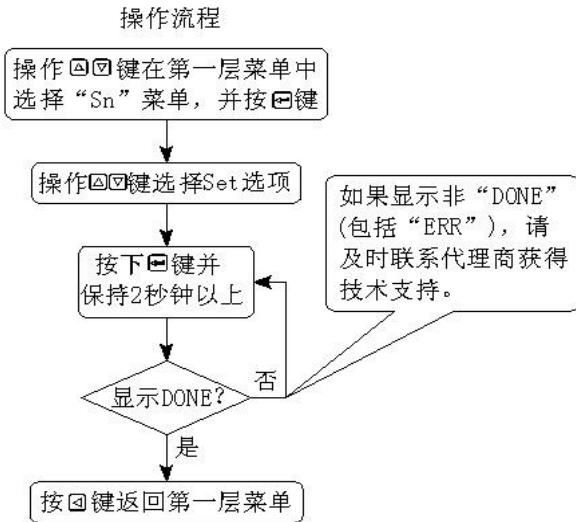 操作流程
操作△▽键在第一层菜单中
选择“Sn”菜单，并按↵键
操作△▽键选择Set选项
按下↵键并
保持2秒钟以上
显示DONE？
否
是
按◁键返回第一层菜单
如果显示非“DONE”
(包括“ERR”)，请
及时联系代理商获得
技术支持。